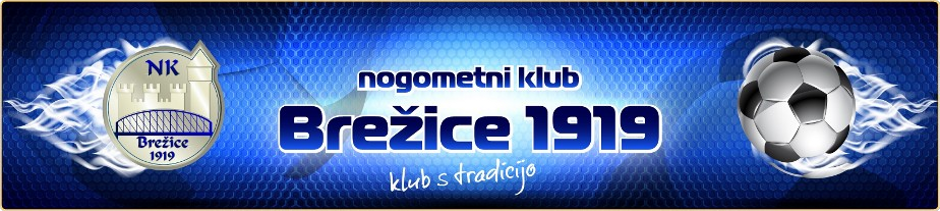 NK
Brežice
1919
nogometni klub
Brežice 1919
klub s tradicijo